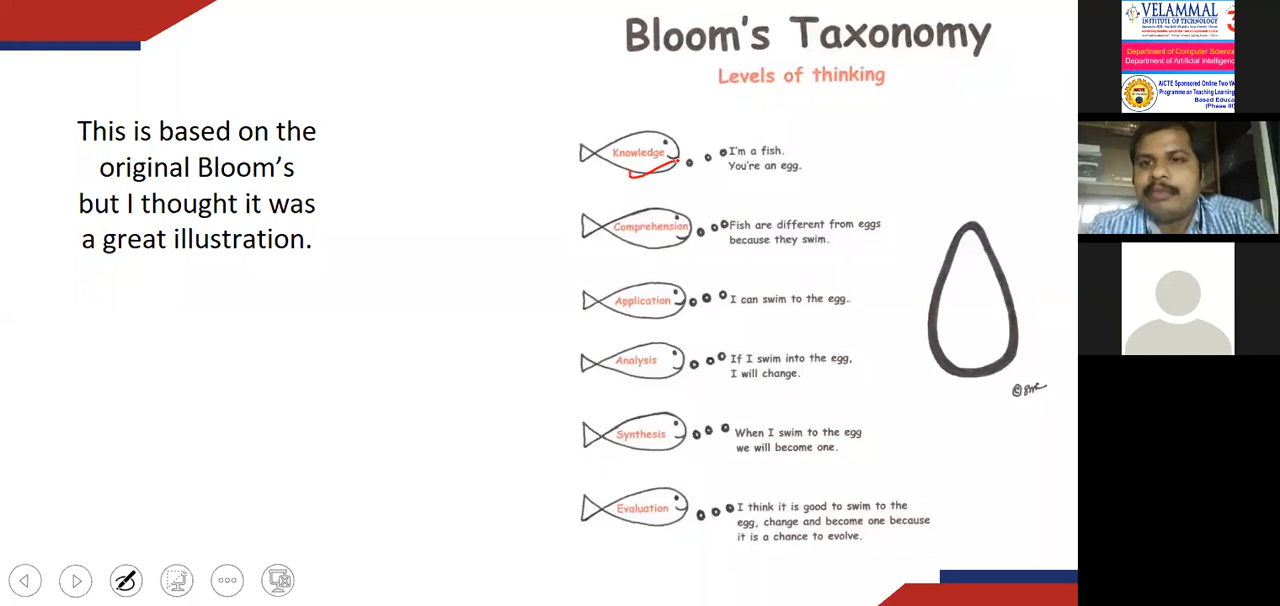 This is based on the
original Bloom's
but I thought it was
a great illustration.
Bloom's Taxonomy
Levels of thinking
Knowledge
I'm a fish.
You're an egg.
Comprehension
Fish are different from eggs
because they swim.
Application
I can swim to the egg.
Analysis
If I swim into the egg,
I will change.
Synthesis
When I swim to the egg
we will become one.
Evaluation
I think it is good to swim to the
egg, change and become one because
it is a chance to evolve.
VELAMMAL
INSTITUTE OF TECHNOLOGY
Department of Computer Science
Department of Artificial Intelligenc
AICTE Sponsored Online Two W
Programme on Teaching Learning
Based Educa
(Phase III)